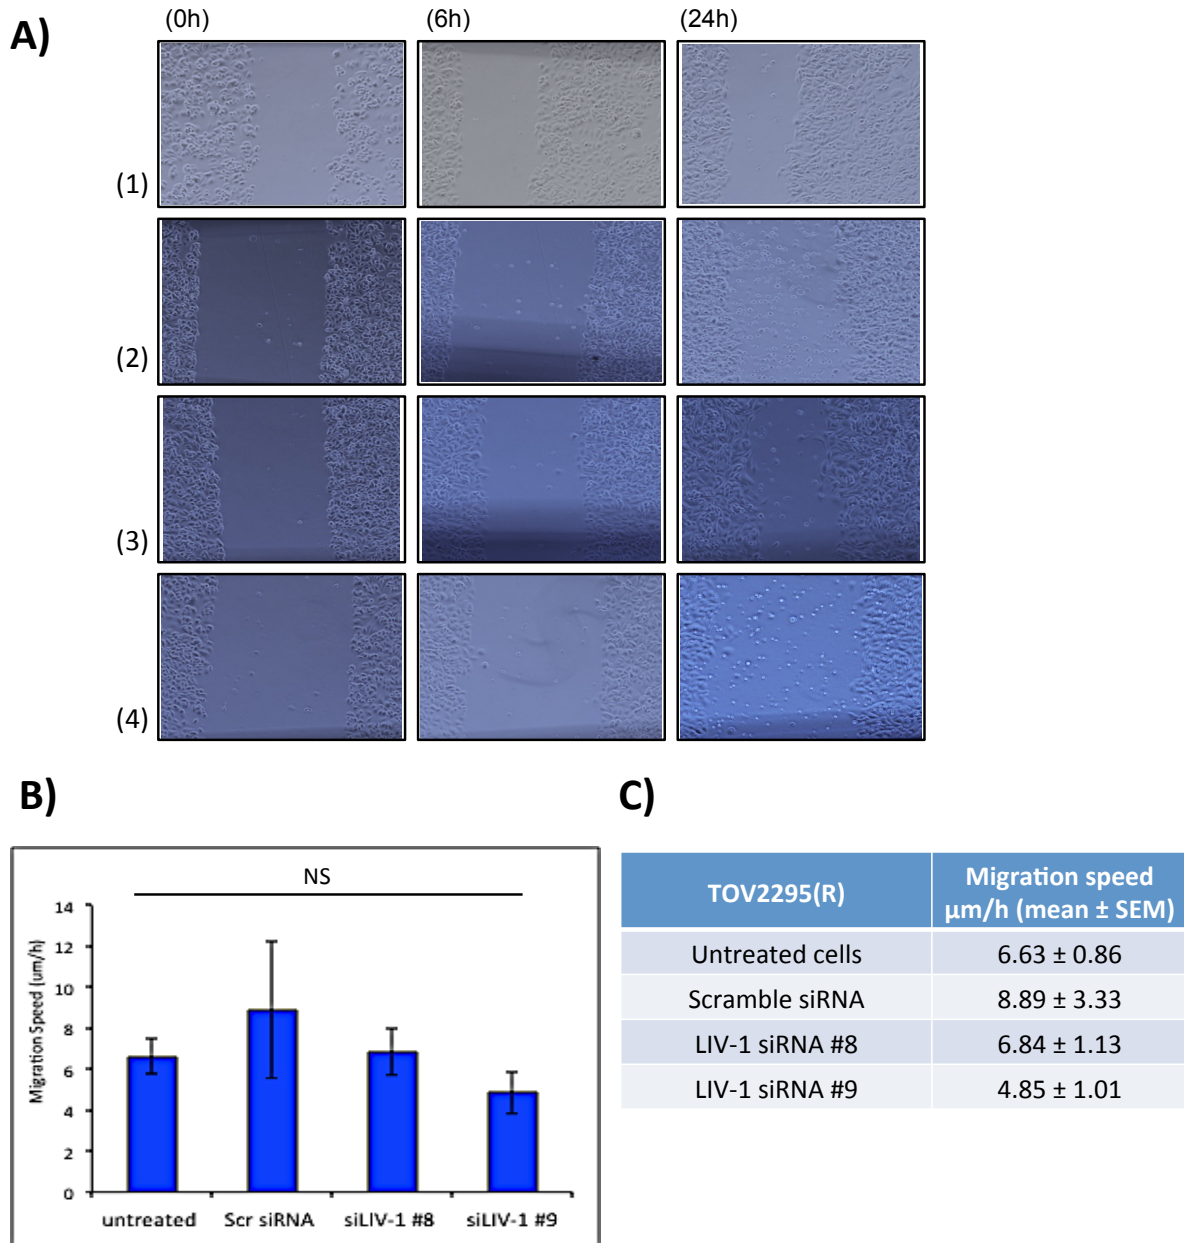 A)
(0h) (6h) (24h)
(1)
(2)
(3)
(4)
B)
NS
Migration Speed (um/h)
14
12
10
8
6
4
2
0
untreated Scr siRNA siLIV-1 #8 siLIV-1 #9
C)
TOV2295(R) Migration speed
µm/h (mean ± SEM)
Untreated cells 6.63 ± 0.86
Scramble siRNA 8.89 ± 3.33
LIV-1 siRNA #8 6.84 ± 1.13
LIV-1 siRNA #9 4.85 ± 1.01